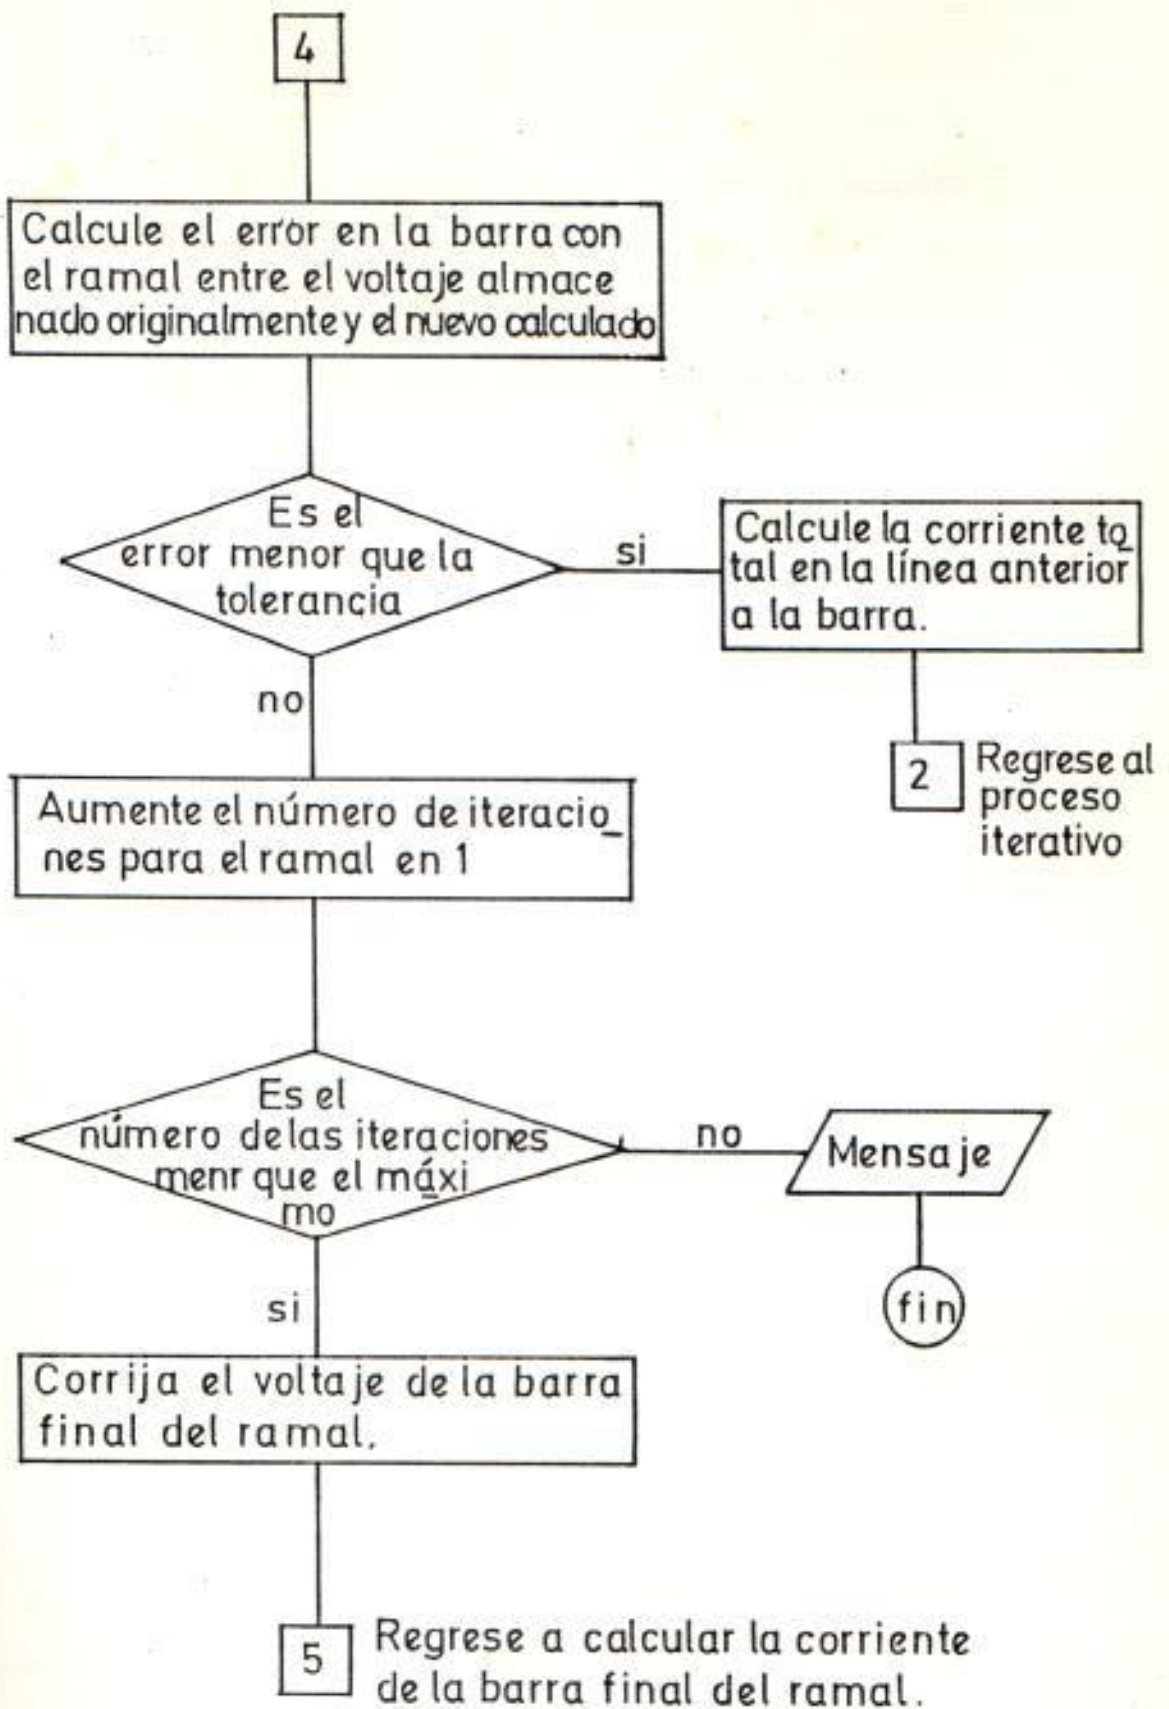 4
Calcule el error en la barra con
el ramal entre el voltaje almace
nado originalmente y el nuevo calculado
Es el
error menor que la
tolerancia
si
Calcule la corriente to
tal en la línea anterior
a la barra.
no
2
Regrese al
proceso
iterativo
Aumente el número de iteracio_
nes para el ramal en 1
Es el
número de las iteraciones
menr que el máxi
mo
no
Mensaje
fin
si
Corrija el voltaje de la barra
final del ramal.
5
Regrese a calcular la corriente
de la barra final del ramal.